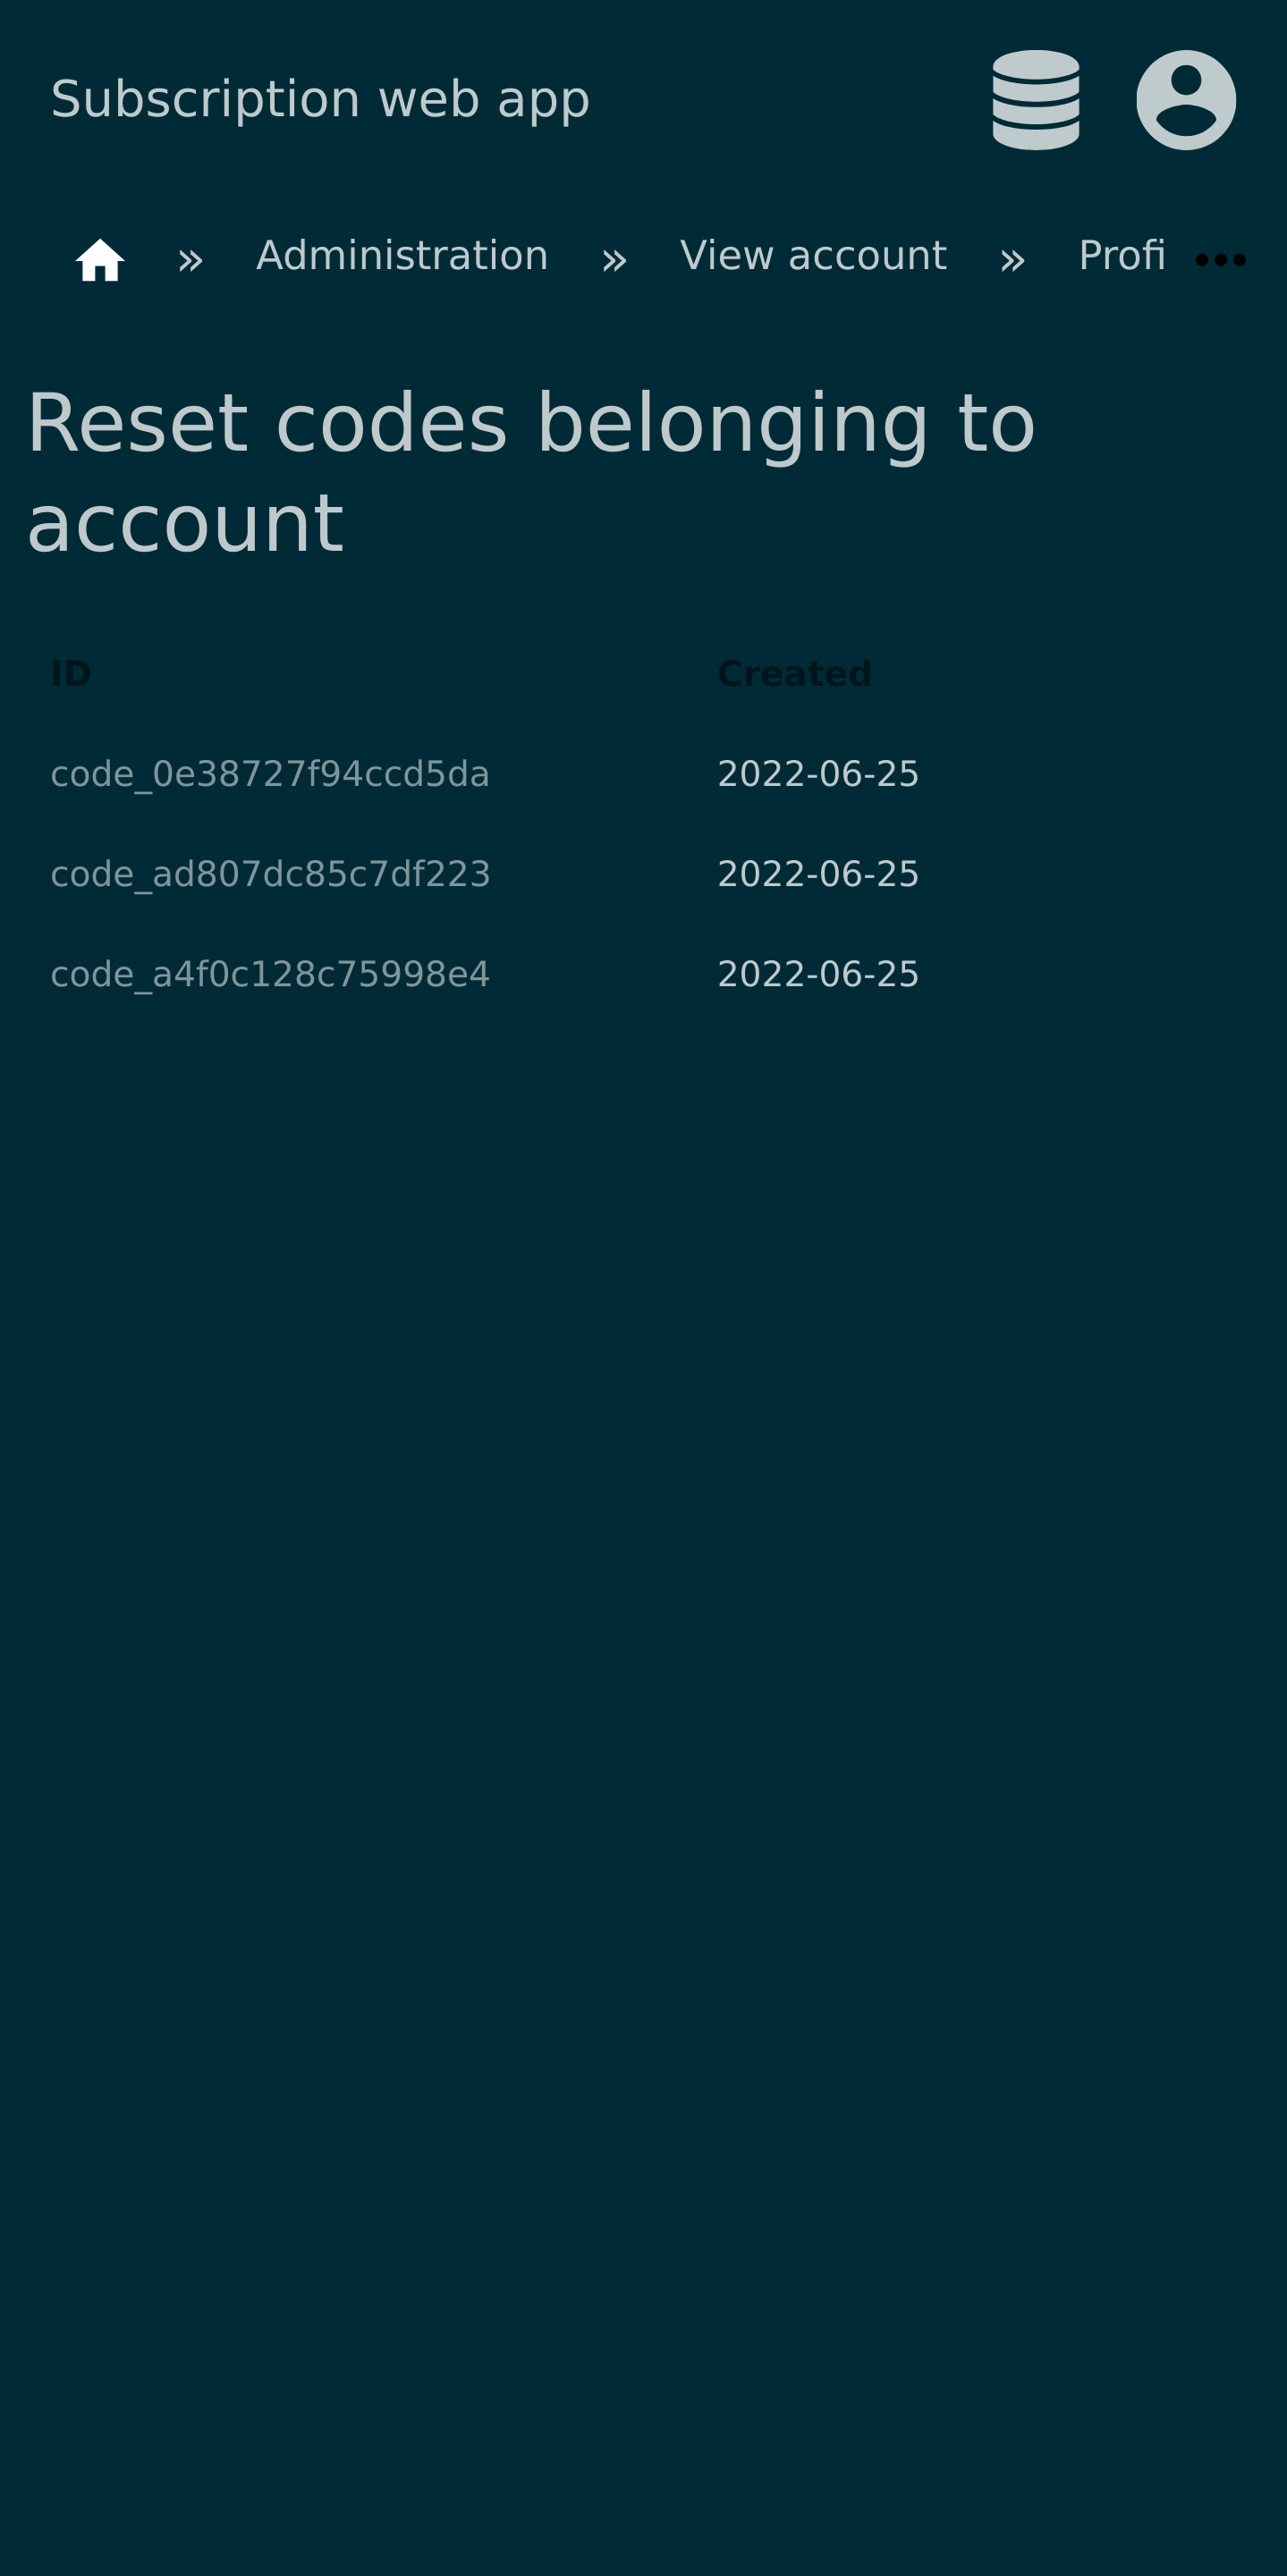 Subscription web app
» Administration » View account » Profi •••
Reset codes belonging to
account
ID Created
code_0e38727f94ccd5da 2022-06-25
code_ad807dc85c7df223 2022-06-25
code_a4f0c128c75998e4 2022-06-25